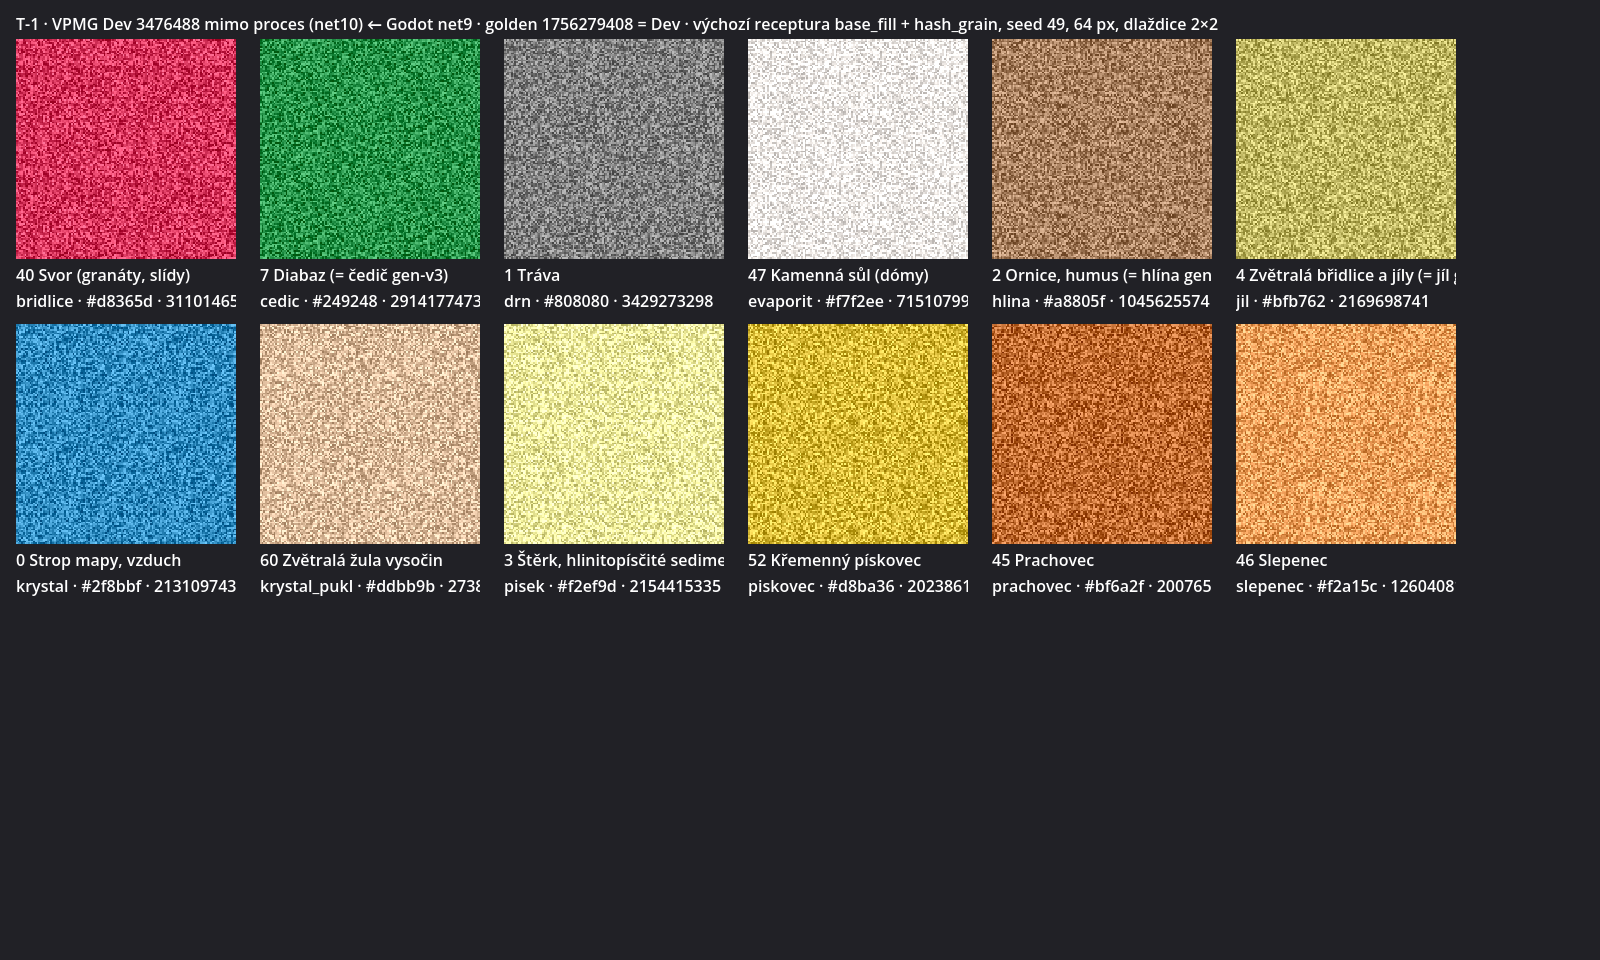 T-1 · VPMG Dev 3476488 mimo proces (net10) ← Godot net9 · golden 1756279408 = Dev · výchozí receptura base_fill + hash_grain, seed 49, 64 px, dlaždice 2×2
40 Svor (granáty, slídy)
bridlice · #d8365d · 31101465
7 Diabaz (= čedič gen-v3)
cedic · #249248 · 2914177473
1 Tráva
drn · #808080 · 3429273298
47 Kamenná sůl (dómy)
evaporit · #f7f2ee · 71510799
2 Ornice, humus (= hlína gen
hlina · #a8805f · 1045625574
4 Zvětralá břidlice a jíly (= jíl g
jil · #bfb762 · 2169698741
0 Strop mapy, vzduch
krystal · #2f8bbf · 213109743
60 Zvětralá žula vysočin
krystal_pukl · #ddbb9b · 2738
3 Štěrk, hlinitopísčité sedime
pisek · #f2ef9d · 2154415335
52 Křemenný pískovec
piskovec · #d8ba36 · 2023861
45 Prachovec
prachovec · #bf6a2f · 200765
46 Slepenec
slepenec · #f2a15c · 1260408